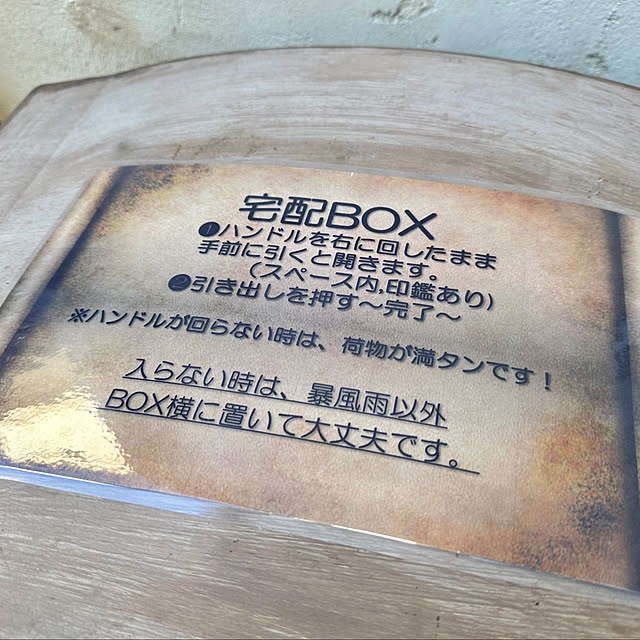 宅配BOX
❶ハンドルを右に回したまま
手前に引くと開きます。
(スペース内,印鑑あり)
❷引き出しを押す～完了～
※ハンドルが回らない時は、荷物が満タンです！
入らない時は、暴風雨以外
BOX横に置いて大丈夫です。